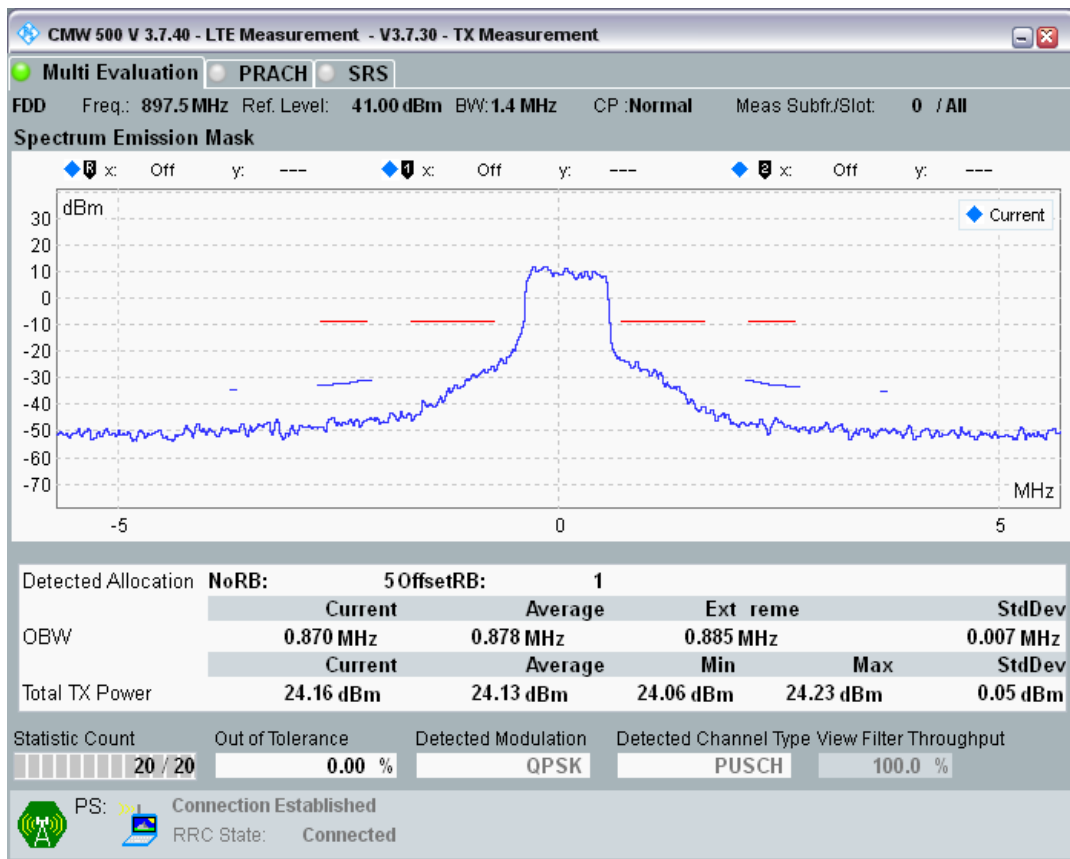 CMW 500 V 3.7.40 - LTE Measurement - V3.7.30 - TX Measurement
Multi Evaluation PRACH SRS
FDD Freq.: 897.5 MHz Ref. Level: 41.00 dBm BW: 1.4 MHz CP :Normal Meas Subfr./Slot: 0 / All
Spectrum Emission Mask
R x: Off y: --- 1 x: Off y: --- 2 x: Off y: ---
dBm
Current
30
20
10
0
-10
-20
-30
-40
-50
-60
-70
MHz
-5 0 5
Detected Allocation NoRB: 5 OffsetRB: 1
Current Average Ext reme StdDev
OBW 0.870 MHz 0.878 MHz 0.885 MHz 0.007 MHz
Current Average Min Max StdDev
Total TX Power 24.16 dBm 24.13 dBm 24.06 dBm 24.23 dBm 0.05 dBm
Statistic Count Out of Tolerance Detected Modulation Detected Channel Type View Filter Throughput
20 / 20 0.00 % QPSK PUSCH 100.0 %
PS: Connection Established
RRC State: Connected